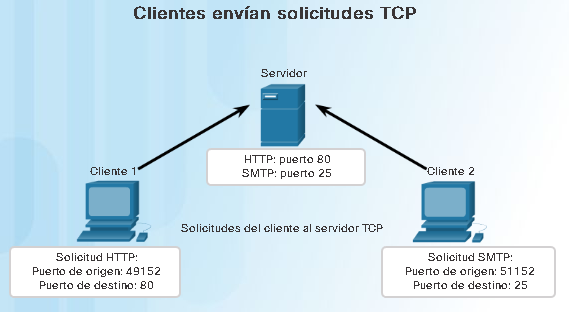 Clientes envían solicitudes TCP
Servidor
HTTP: puerto 80
SMTP: puerto 25
Cliente 1
Cliente 2
Solicitudes del cliente al servidor TCP
Solicitud HTTP:
Puerto de origen: 49152
Puerto de destino: 80
Solicitud SMTP:
Puerto de origen: 51152
Puerto de destino: 25